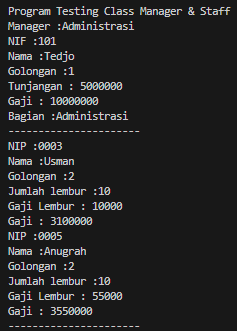 Program Testing Class Manager & Staff
Manager :Administrasi
NIF :101
Nama :Tedjo
Golongan :1
Tunjangan : 5000000
Gaji : 10000000
Bagian :Administrasi
----------------------
NIP :0003
Nama :Usman
Golongan :2
Jumlah lembur :10
Gaji Lembur : 10000
Gaji : 3100000
NIP :0005
Nama :Anugrah
Golongan :2
Jumlah lembur :10
Gaji Lembur : 55000
Gaji : 3550000
----------------------